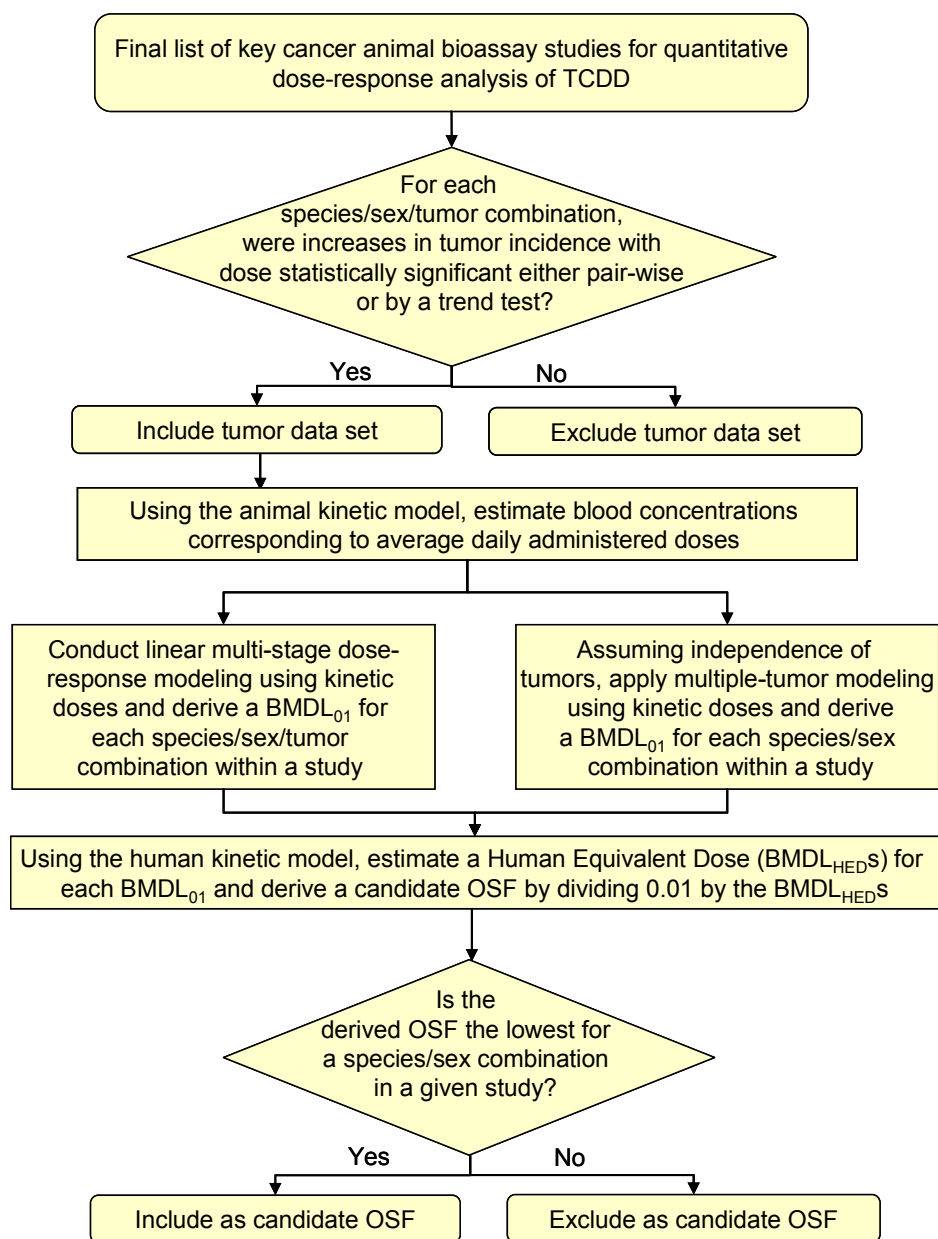 Final list of key cancer animal bioassay studies for quantitative
dose-response analysis of TCDD
For each
species/sex/tumor combination,
were increases in tumor incidence with
dose statistically significant either pair-wise
or by a trend test?
Yes
No
Include tumor data set
Exclude tumor data set
Using the animal kinetic model, estimate blood concentrations
corresponding to average daily administered doses
Conduct linear multi-stage dose-
response modeling using kinetic
doses and derive a BMDL01 for
each species/sex/tumor
combination within a study
Assuming independence of
tumors, apply multiple-tumor modeling
using kinetic doses and derive
a BMDL01 for each species/sex
combination within a study
Using the human kinetic model, estimate a Human Equivalent Dose (BMDLHEDs) for
each BMDL01 and derive a candidate OSF by dividing 0.01 by the BMDLHEDs
Is the
derived OSF the lowest for
a species/sex combination
in a given study?
Yes
No
Include as candidate OSF
Exclude as candidate OSF